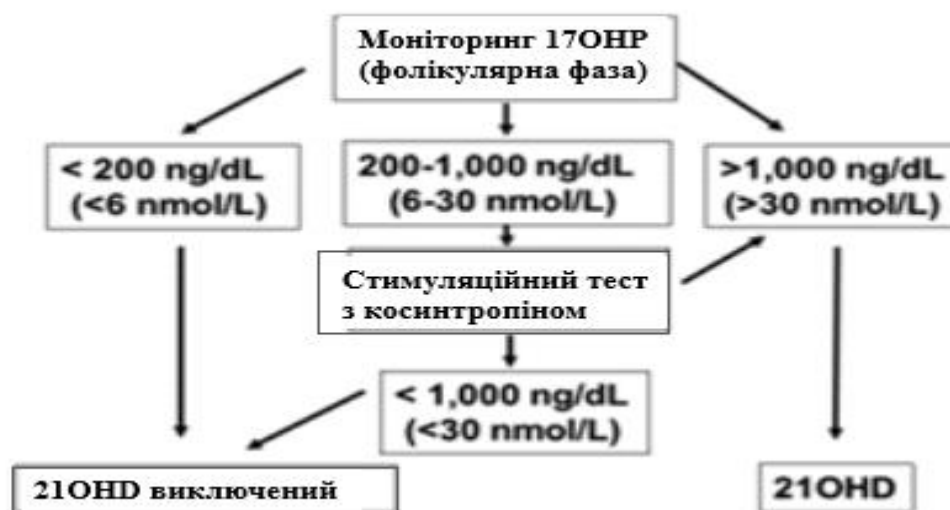 Моніторинг 17OHP
(фолікулярна фаза)
< 200 ng/dL
(<6 nmol/L)
200-1,000 ng/dL
(6-30 nmol/L)
>1,000 ng/dL
(>30 nmol/L)
Стимуляційний тест
з косинтропіном
< 1,000 ng/dL
(<30 nmol/L)
21OHD виключений
21OHD